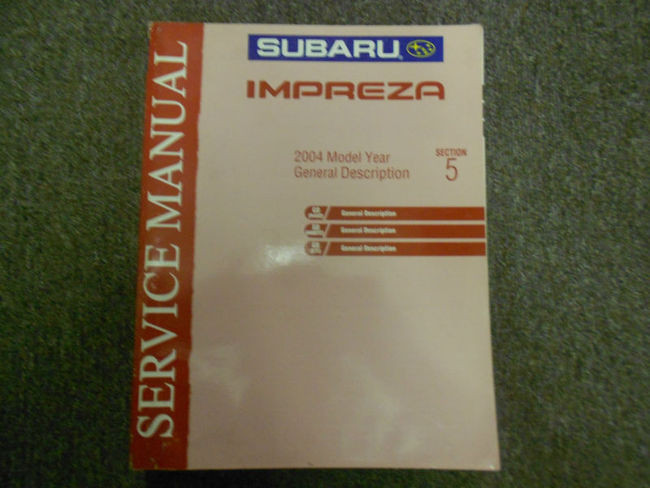 SERVICE MANUAL
SUBARU®
IMPREZA
2004 Model Year
General Description
SECTION
5
General Description
General Description
General Description